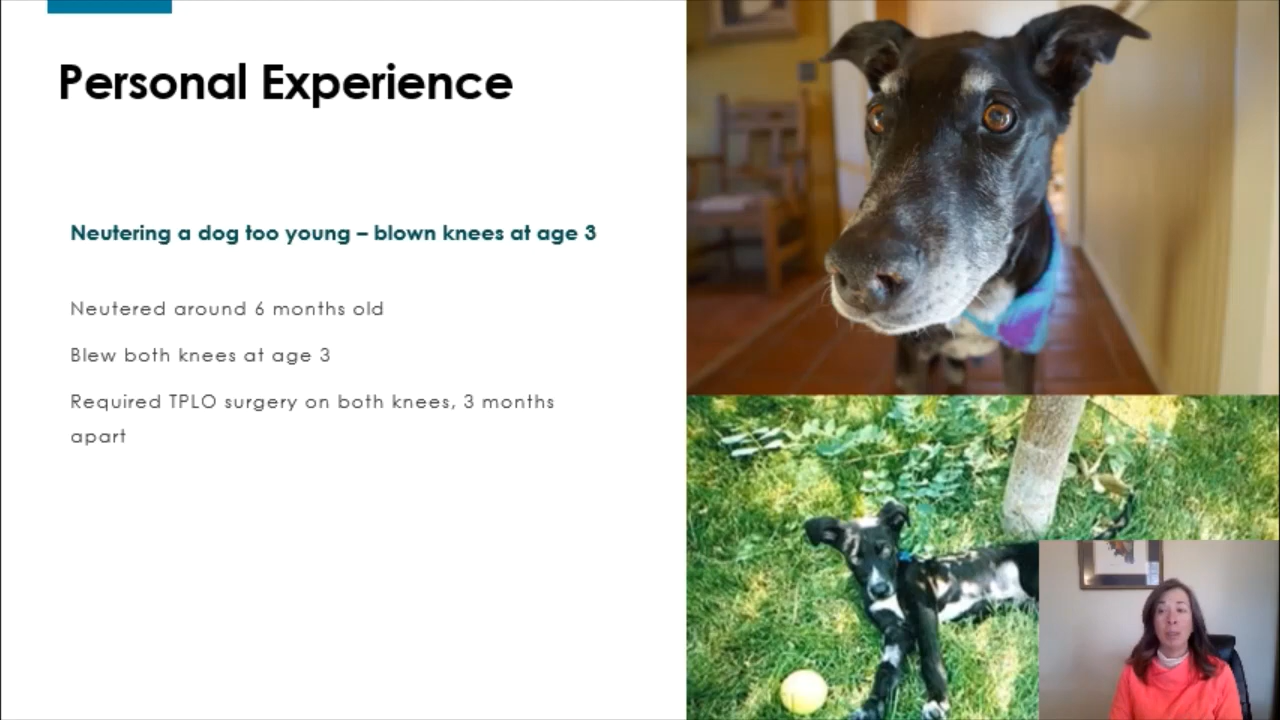 Personal Experience
Neutering a dog too young – blown knees at age 3
Neutered around 6 months old
Blew both knees at age 3
Required TPLO surgery on both knees, 3 months
apart